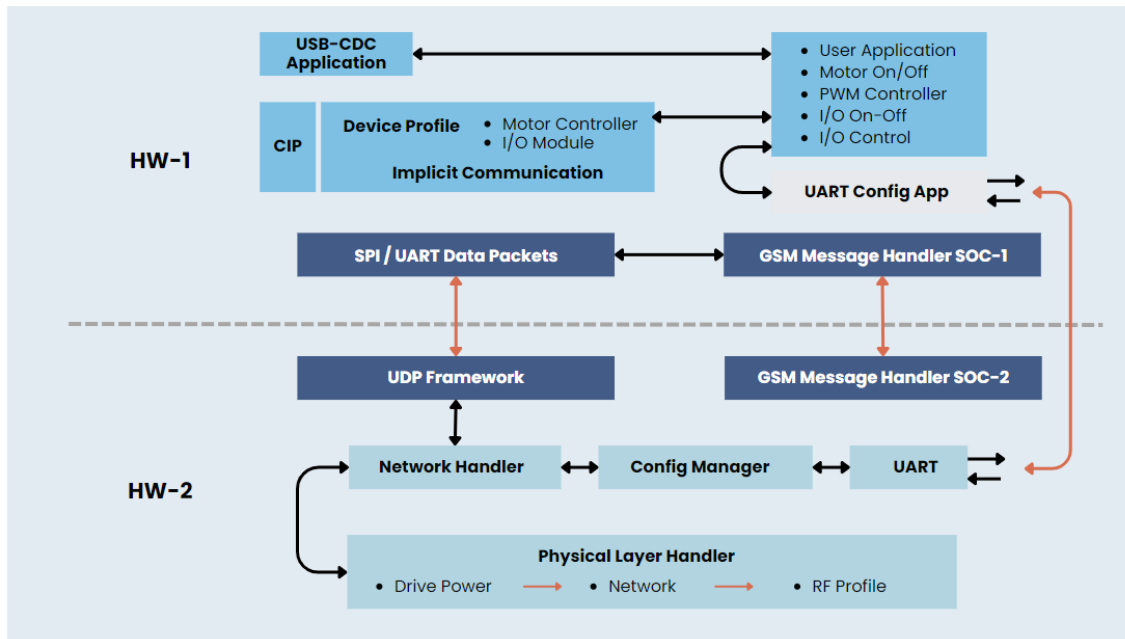 USB-CDC
Application
• User Application
• Motor On/Off
• PWM Controller
• I/O On-Off
• I/O Control
HW-1
CIP
Device Profile
• Motor Controller
• I/O Module
Implicit Communication
UART Config App
SPI / UART Data Packets
GSM Message Handler SOC-1
UDP Framework
GSM Message Handler SOC-2
HW-2
Network Handler
Config Manager
UART
Physical Layer Handler
• Drive Power
• Network
• RF Profile